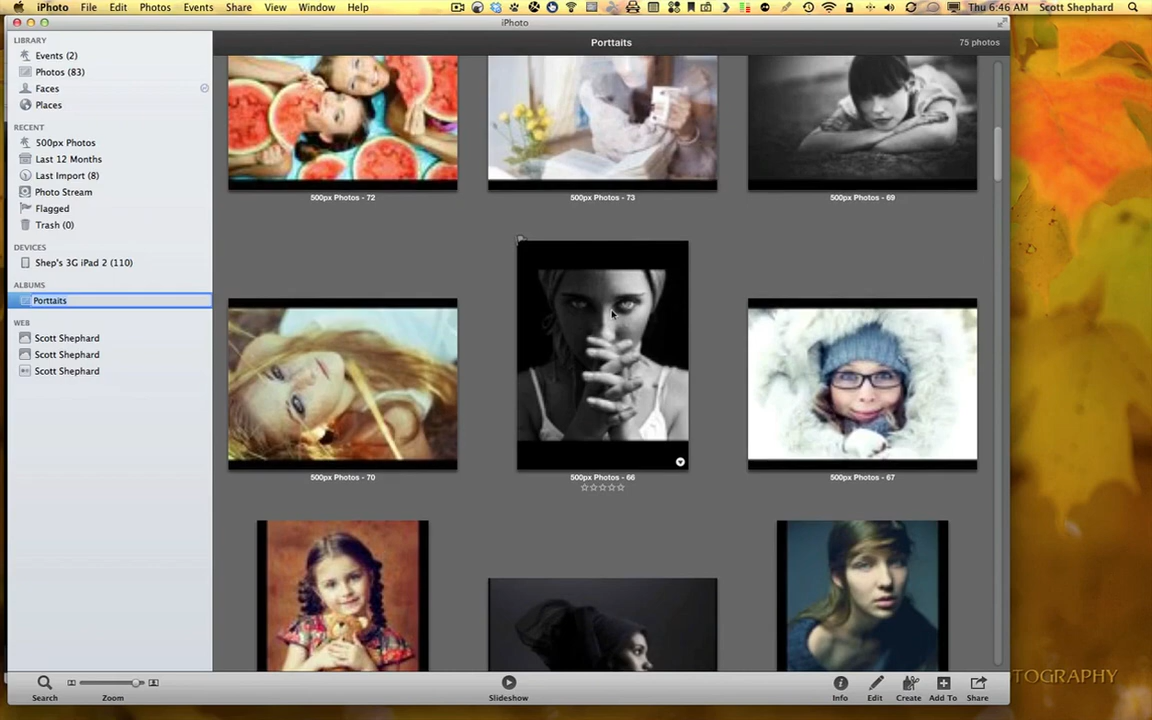 iPhoto File Edit Photos Events Share View Window Help Thu 6:46 AM Scott Shephard
iPhoto
LIBRARY
Events (2)
Photos (83)
Faces
Places
RECENT
500px Photos
Last 12 Months
Last Import (8)
Photo Stream
Flagged
Trash (0)
DEVICES
Shep's 3G iPad 2 (110)
ALBUMS
Porttaits
WEB
Scott Shephard
Scott Shephard
Scott Shephard
Porttaits
75 photos
500px Photos - 72
500px Photos - 73
500px Photos - 69
500px Photos - 70
500px Photos - 66
500px Photos - 67
Search
Zoom
Slideshow
Info
Edit
Create
Add To
Share
TOGRAPHY